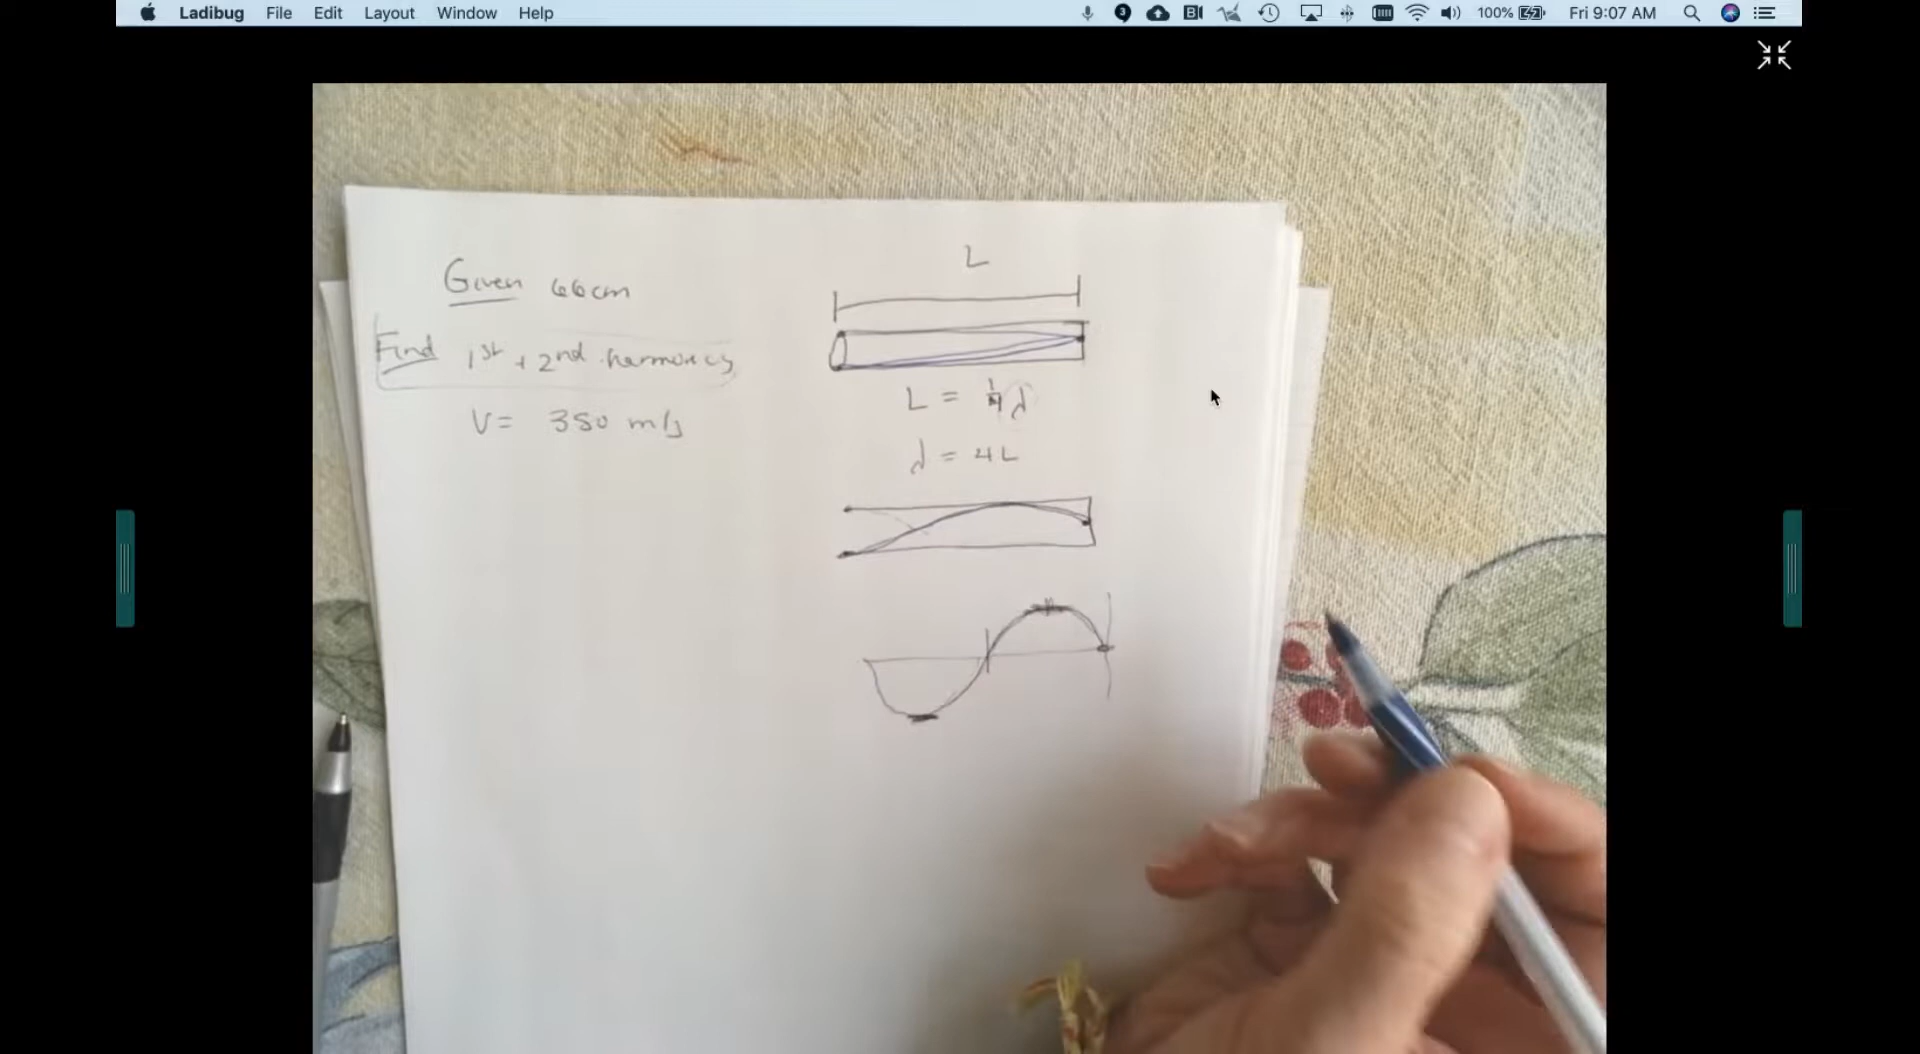 Ladibug File Edit Layout Window Help 3 100% Fri 9:07 AM
Given 66cm
Find 1st + 2nd harmonics
V = 350 m/s
L
L = 1/4 λ
λ = 4L